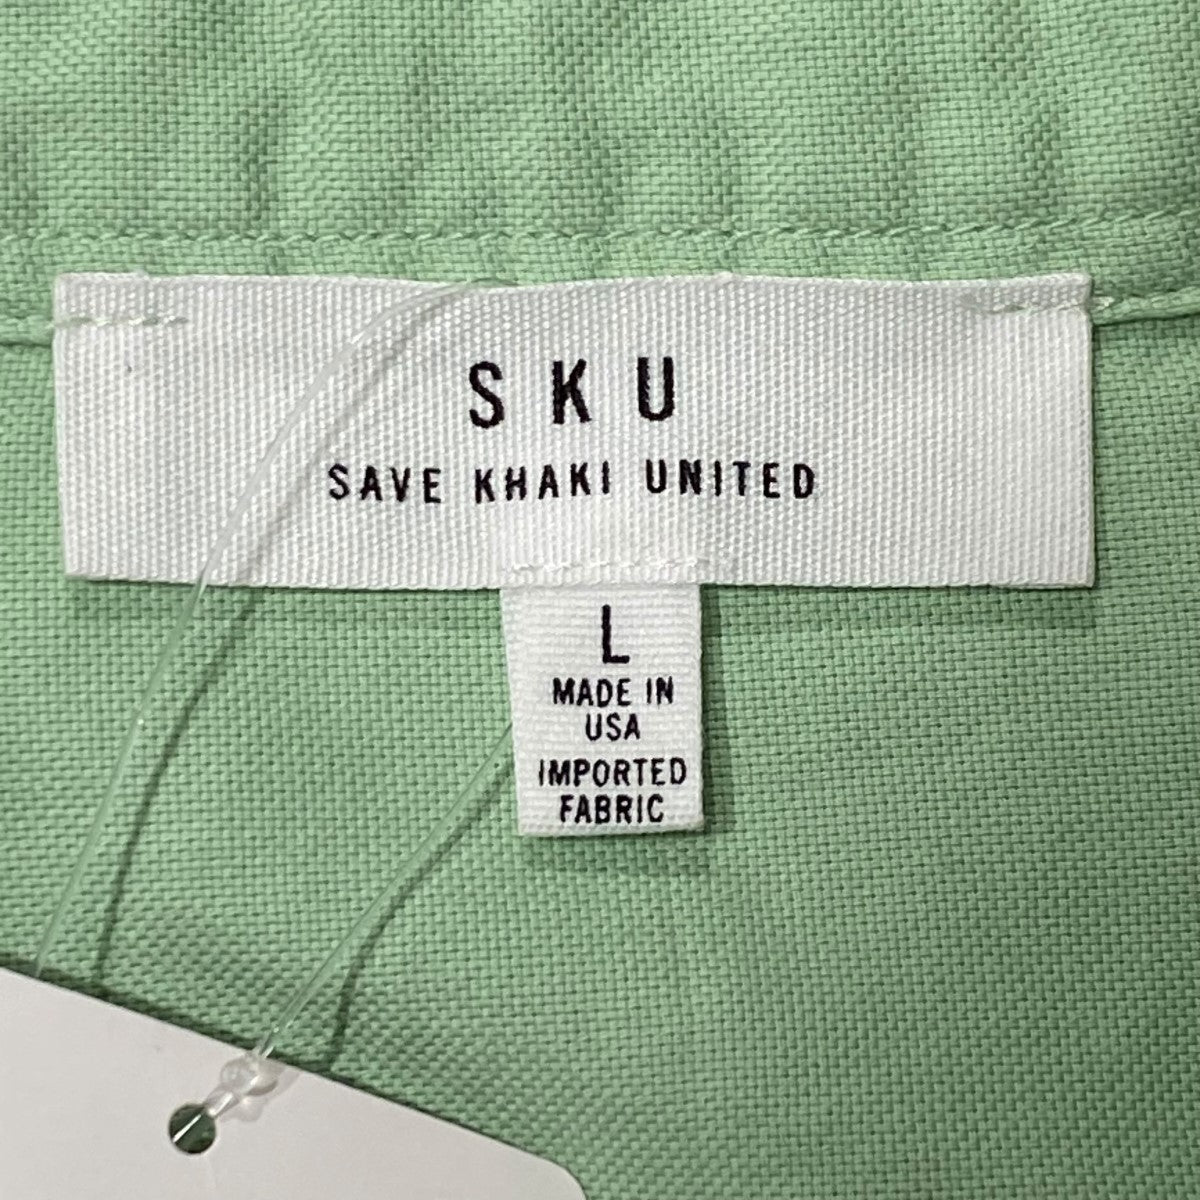 SKU
SAVE KHAKI UNITED
L
MADE IN
USA
IMPORTED
FABRIC